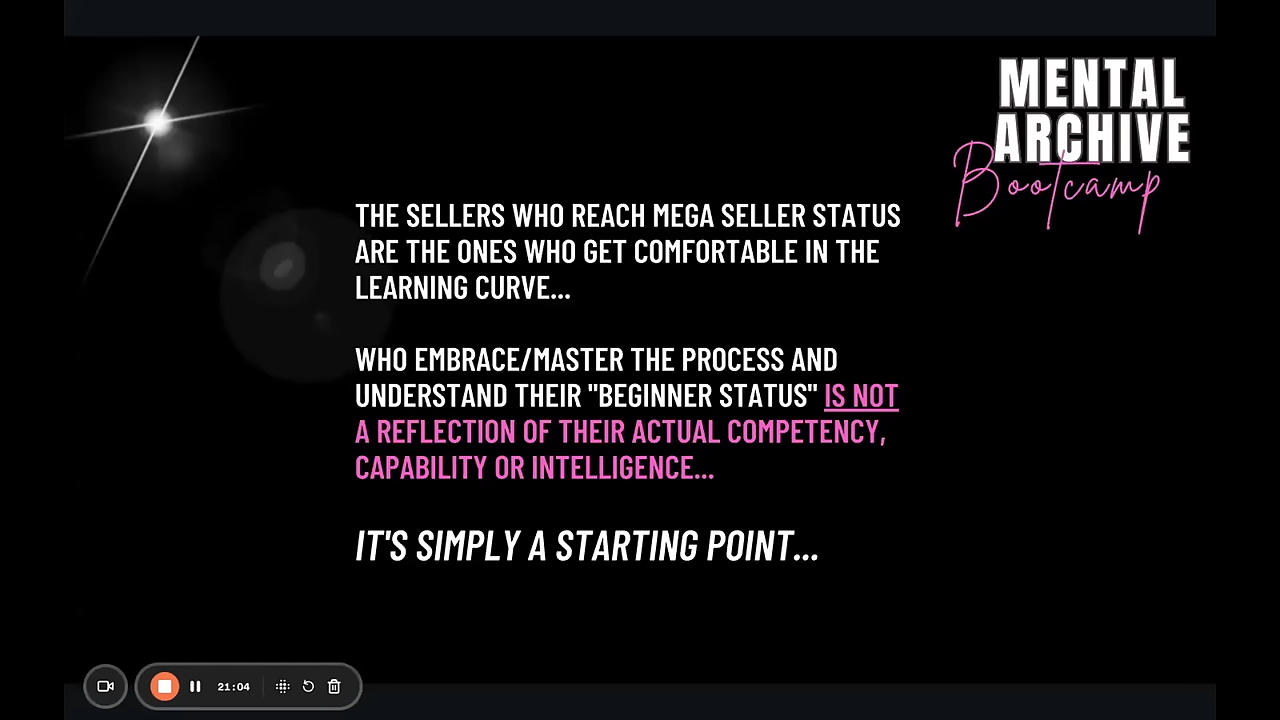 MENTAL
ARCHIVE
Bootcamp
THE SELLERS WHO REACH MEGA SELLER STATUS
ARE THE ONES WHO GET COMFORTABLE IN THE
LEARNING CURVE...
WHO EMBRACE/MASTER THE PROCESS AND
UNDERSTAND THEIR "BEGINNER STATUS" IS NOT
A REFLECTION OF THEIR ACTUAL COMPETENCY,
CAPABILITY OR INTELLIGENCE...
IT'S SIMPLY A STARTING POINT...
21:04